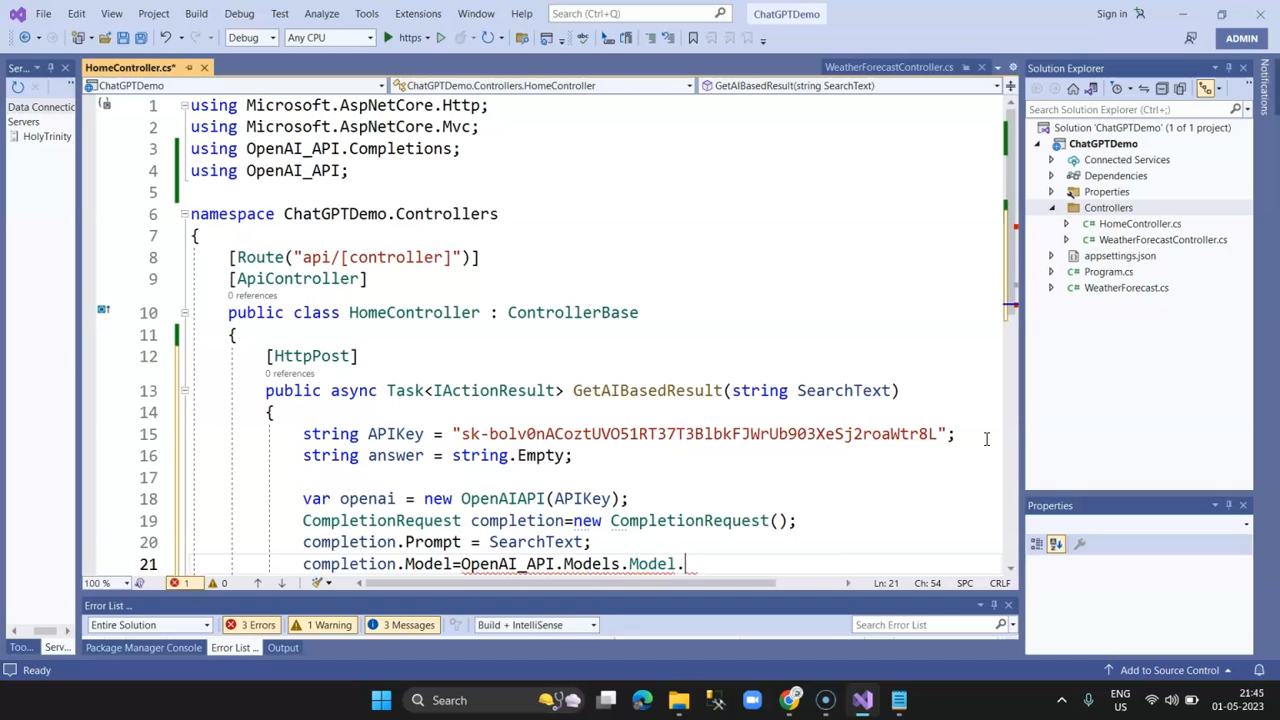 File Edit View Git Project Build Debug Test Analyze Tools Extensions Window Help Search (Ctrl+Q) ChatGPTDemo Sign in
Debug Any CPU https ADMIN
Ser... HomeController.cs* WeatherForecastController.cs Solution Explorer
ChatGPTDemo ChatGPTDemo.Controllers.HomeController GetAIBasedResult(string SearchText)
Data Connection
Servers
HolyTrinity
1 using Microsoft.AspNetCore.Http;
2 using Microsoft.AspNetCore.Mvc;
3 using OpenAI_API.Completions;
4 using OpenAI_API;
5
6 namespace ChatGPTDemo.Controllers
7 {
8 [Route("api/[controller]")]
9 [ApiController]
0 references
10 public class HomeController : ControllerBase
11 {
12 [HttpPost]
0 references
13 public async Task<IActionResult> GetAIBasedResult(string SearchText)
14 {
15 string APIKey = "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";
16 string answer = string.Empty;
17
18 var openai = new OpenAIAPI(APIKey);
19 CompletionRequest completion=new CompletionRequest();
20 completion.Prompt = SearchText;
21 completion.Model=OpenAI_API.Models.Model.
Search Solution Explorer (Ctrl+;)
Solution 'ChatGPTDemo' (1 of 1 project)
ChatGPTDemo
Connected Services
Dependencies
Properties
Controllers
HomeController.cs
WeatherForecastController.cs
appsettings.json
Program.cs
WeatherForecast.cs
Notifications
Properties
100 % 1 0 Ln: 21 Ch: 54 SPC CRLF
Error List ...
Entire Solution 3 Errors 1 Warning 3 Messages Build + IntelliSense Search Error List
Too... Serv... Package Manager Console Error List ... Output
Ready Add to Source Control
Search ENG 21:45
IN 01-05-2023